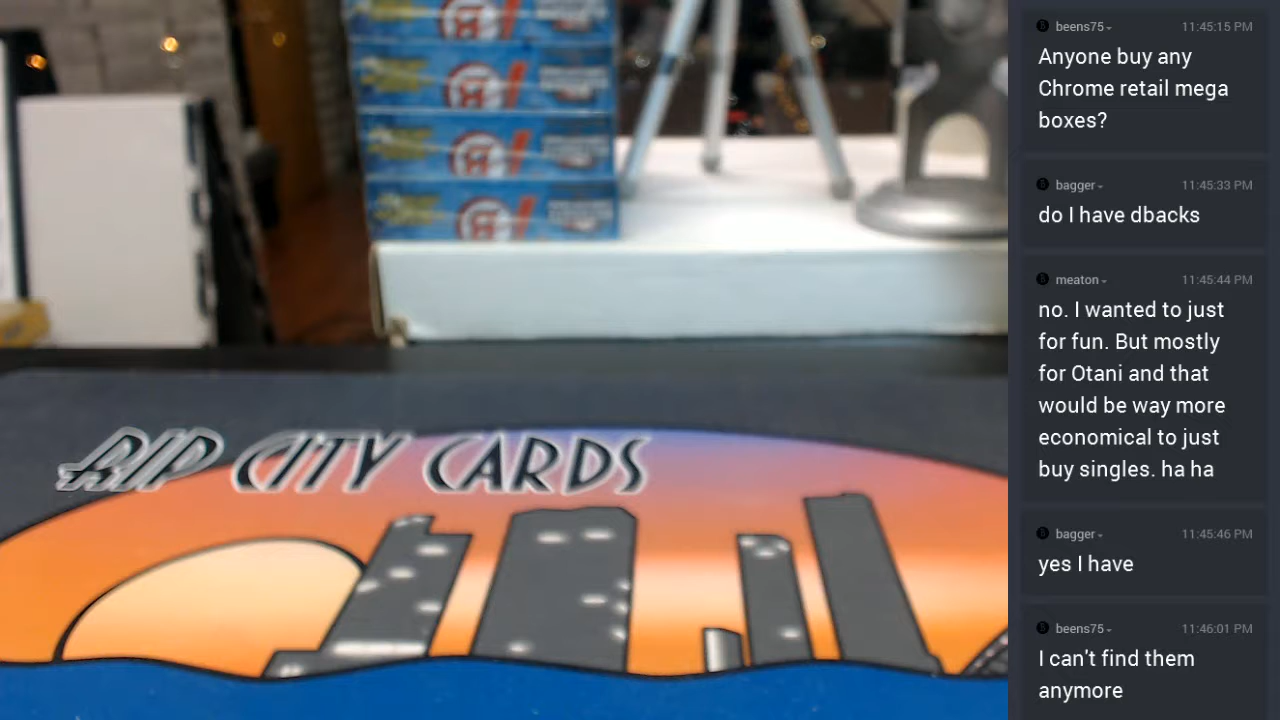 RIP CITY CARDS
beens75
11:45:15 PM
Anyone buy any
Chrome retail mega
boxes?
bagger
11:45:33 PM
do I have dbacks
meaton
11:45:44 PM
no. I wanted to just
for fun. But mostly
for Otani and that
would be way more
economical to just
buy singles. ha ha
bagger
11:45:46 PM
yes I have
beens75
11:46:01 PM
I can't find them
anymore